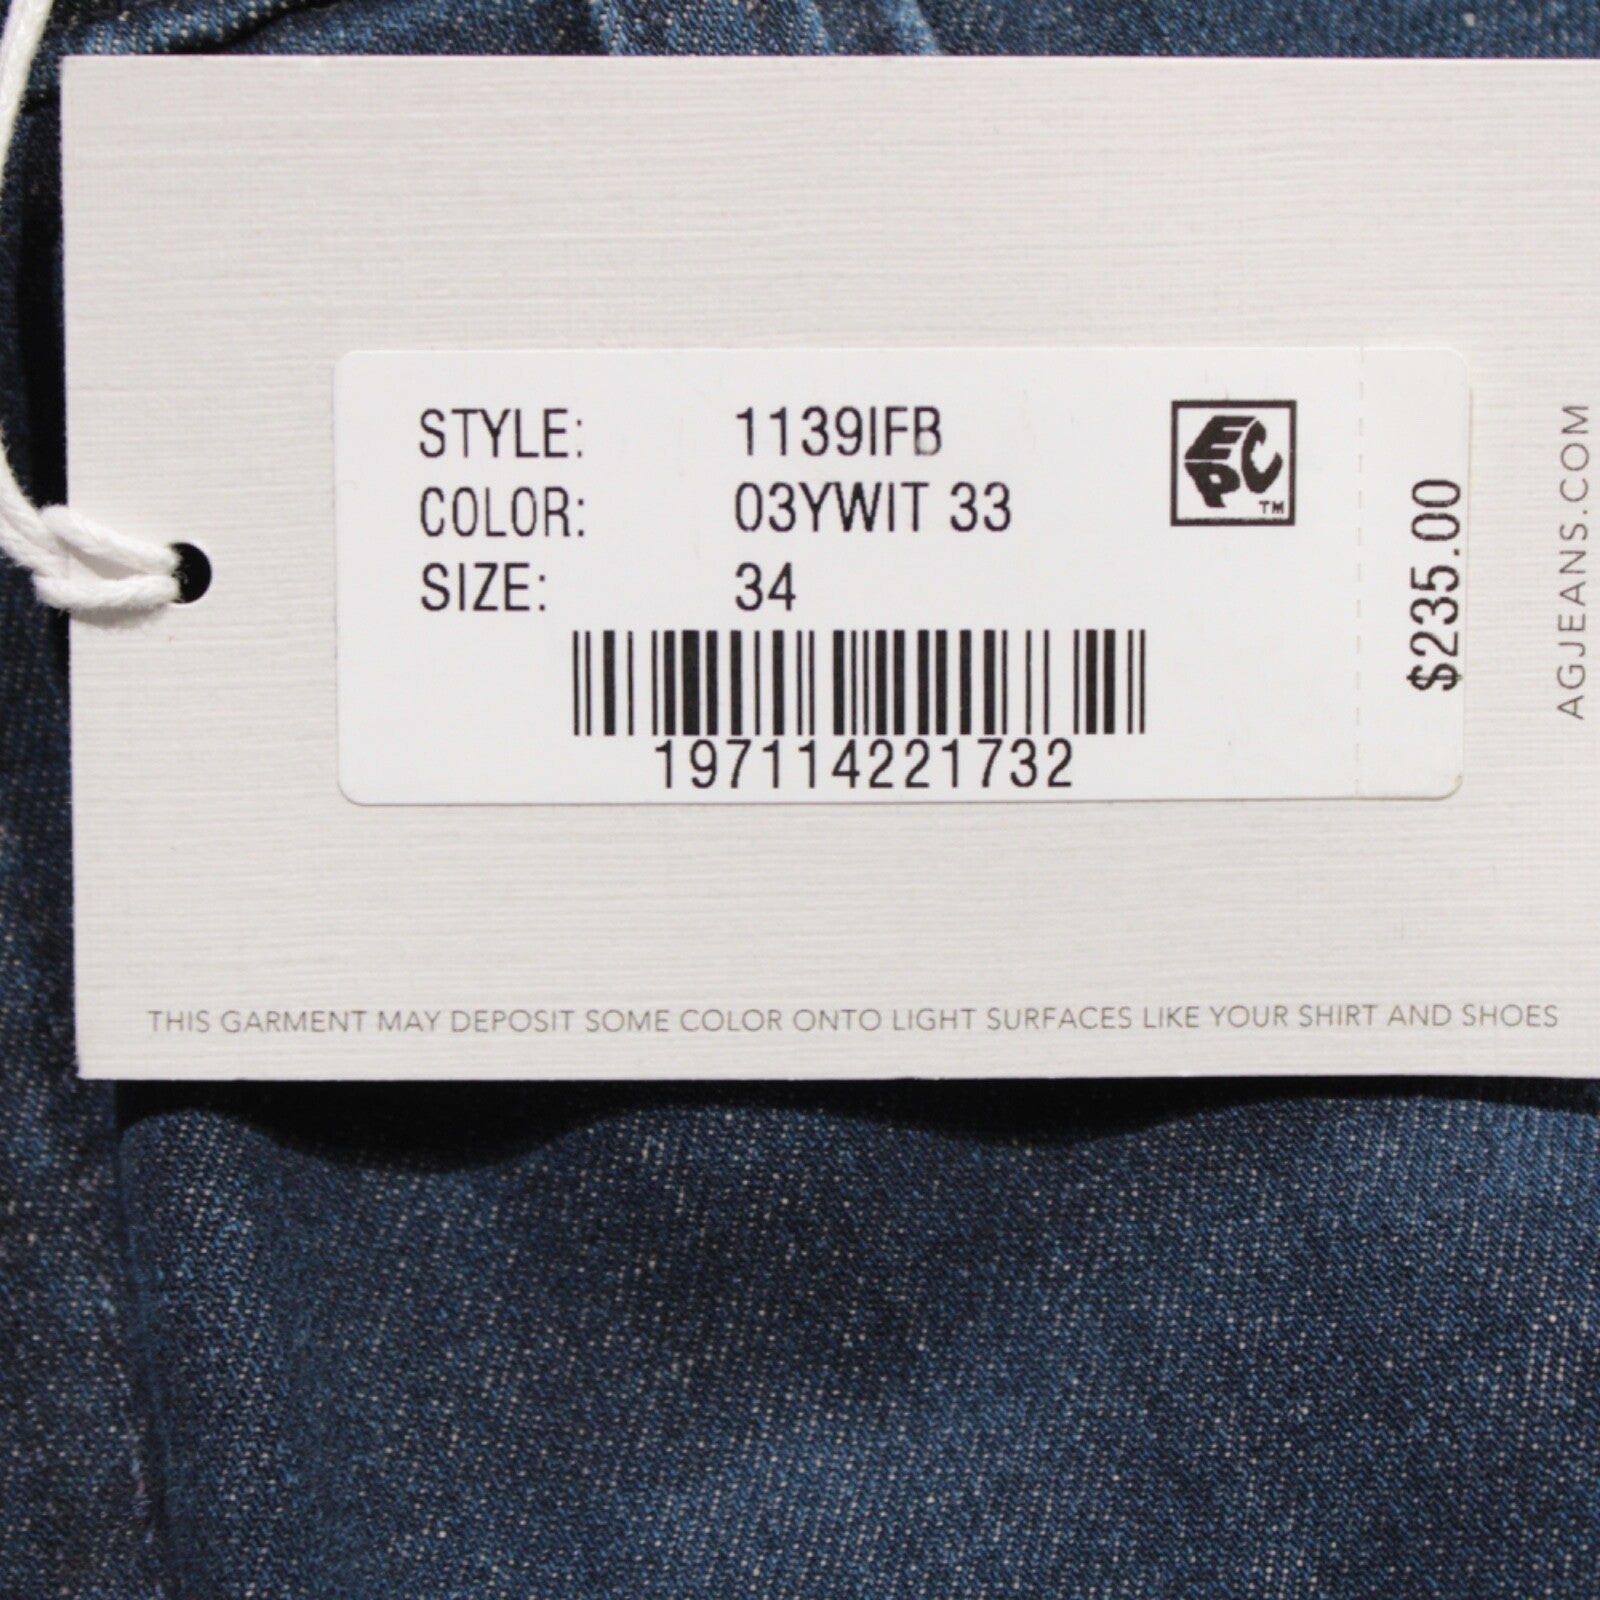 STYLE: 1139IFB
COLOR: 03YWIT 33
SIZE: 34
197114221732
EPC
TM
$235.00
AGJEANS.COM
THIS GARMENT MAY DEPOSIT SOME COLOR ONTO LIGHT SURFACES LIKE YOUR SHIRT AND SHOES